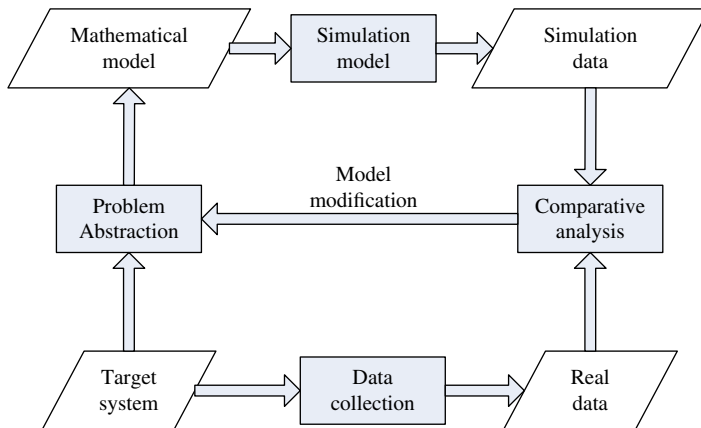 Mathematical
model
Simulation
model
Simulation
data
Problem
Abstraction
Model
modification
Comparative
analysis
Target
system
Data
collection
Real
data